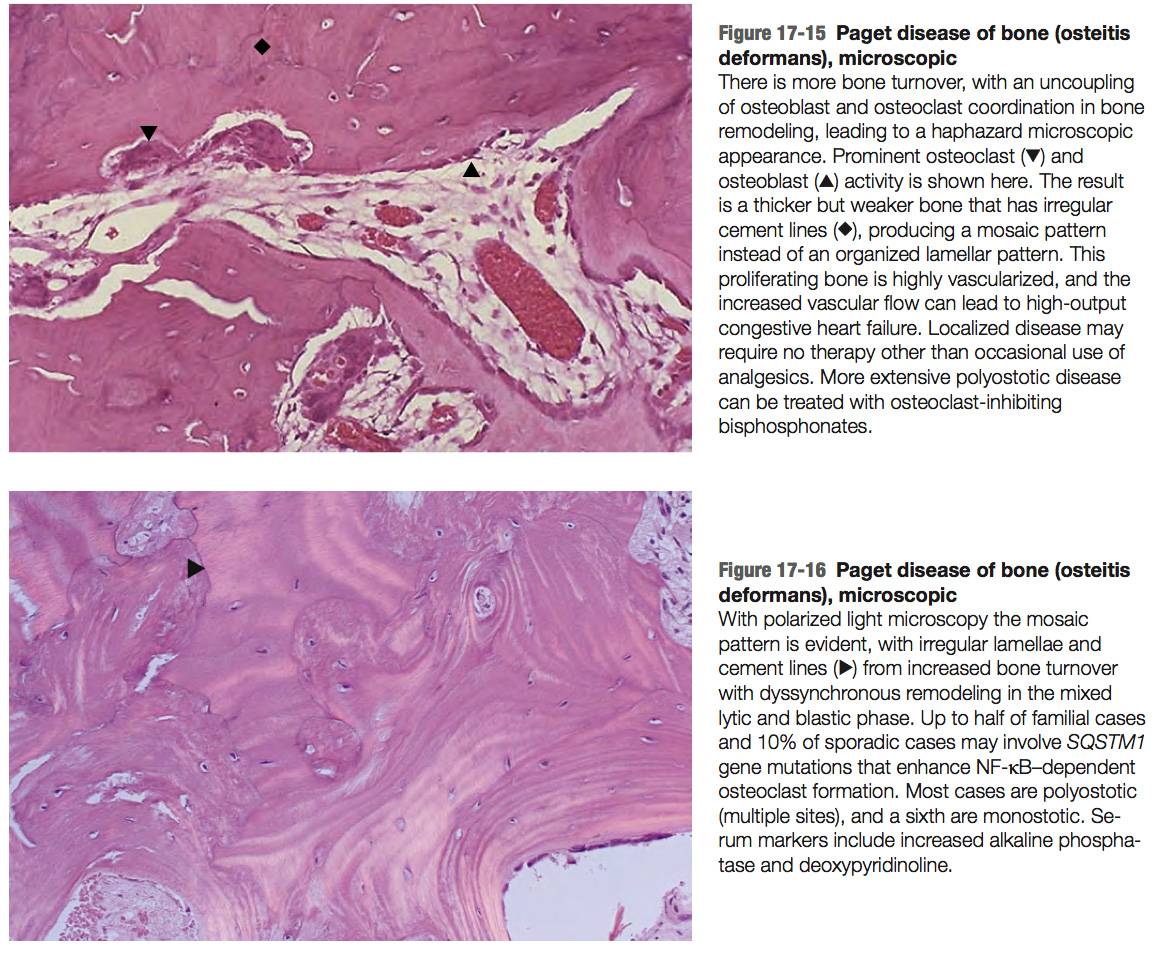 Figure 17-15 Paget disease of bone (osteitis
deformans), microscopic
There is more bone turnover, with an uncoupling
of osteoblast and osteoclast coordination in bone
remodeling, leading to a haphazard microscopic
appearance. Prominent osteoclast (▼) and
osteoblast (▲) activity is shown here. The result
is a thicker but weaker bone that has irregular
cement lines (◆), producing a mosaic pattern
instead of an organized lamellar pattern. This
proliferating bone is highly vascularized, and the
increased vascular flow can lead to high-output
congestive heart failure. Localized disease may
require no therapy other than occasional use of
analgesics. More extensive polyostotic disease
can be treated with osteoclast-inhibiting
bisphosphonates.
Figure 17-16 Paget disease of bone (osteitis
deformans), microscopic
With polarized light microscopy the mosaic
pattern is evident, with irregular lamellae and
cement lines (▶) from increased bone turnover
with dyssynchronous remodeling in the mixed
lytic and blastic phase. Up to half of familial cases
and 10% of sporadic cases may involve SQSTM1
gene mutations that enhance NF-κB–dependent
osteoclast formation. Most cases are polyostotic
(multiple sites), and a sixth are monostotic. Se-
rum markers include increased alkaline phospha-
tase and deoxypyridinoline.